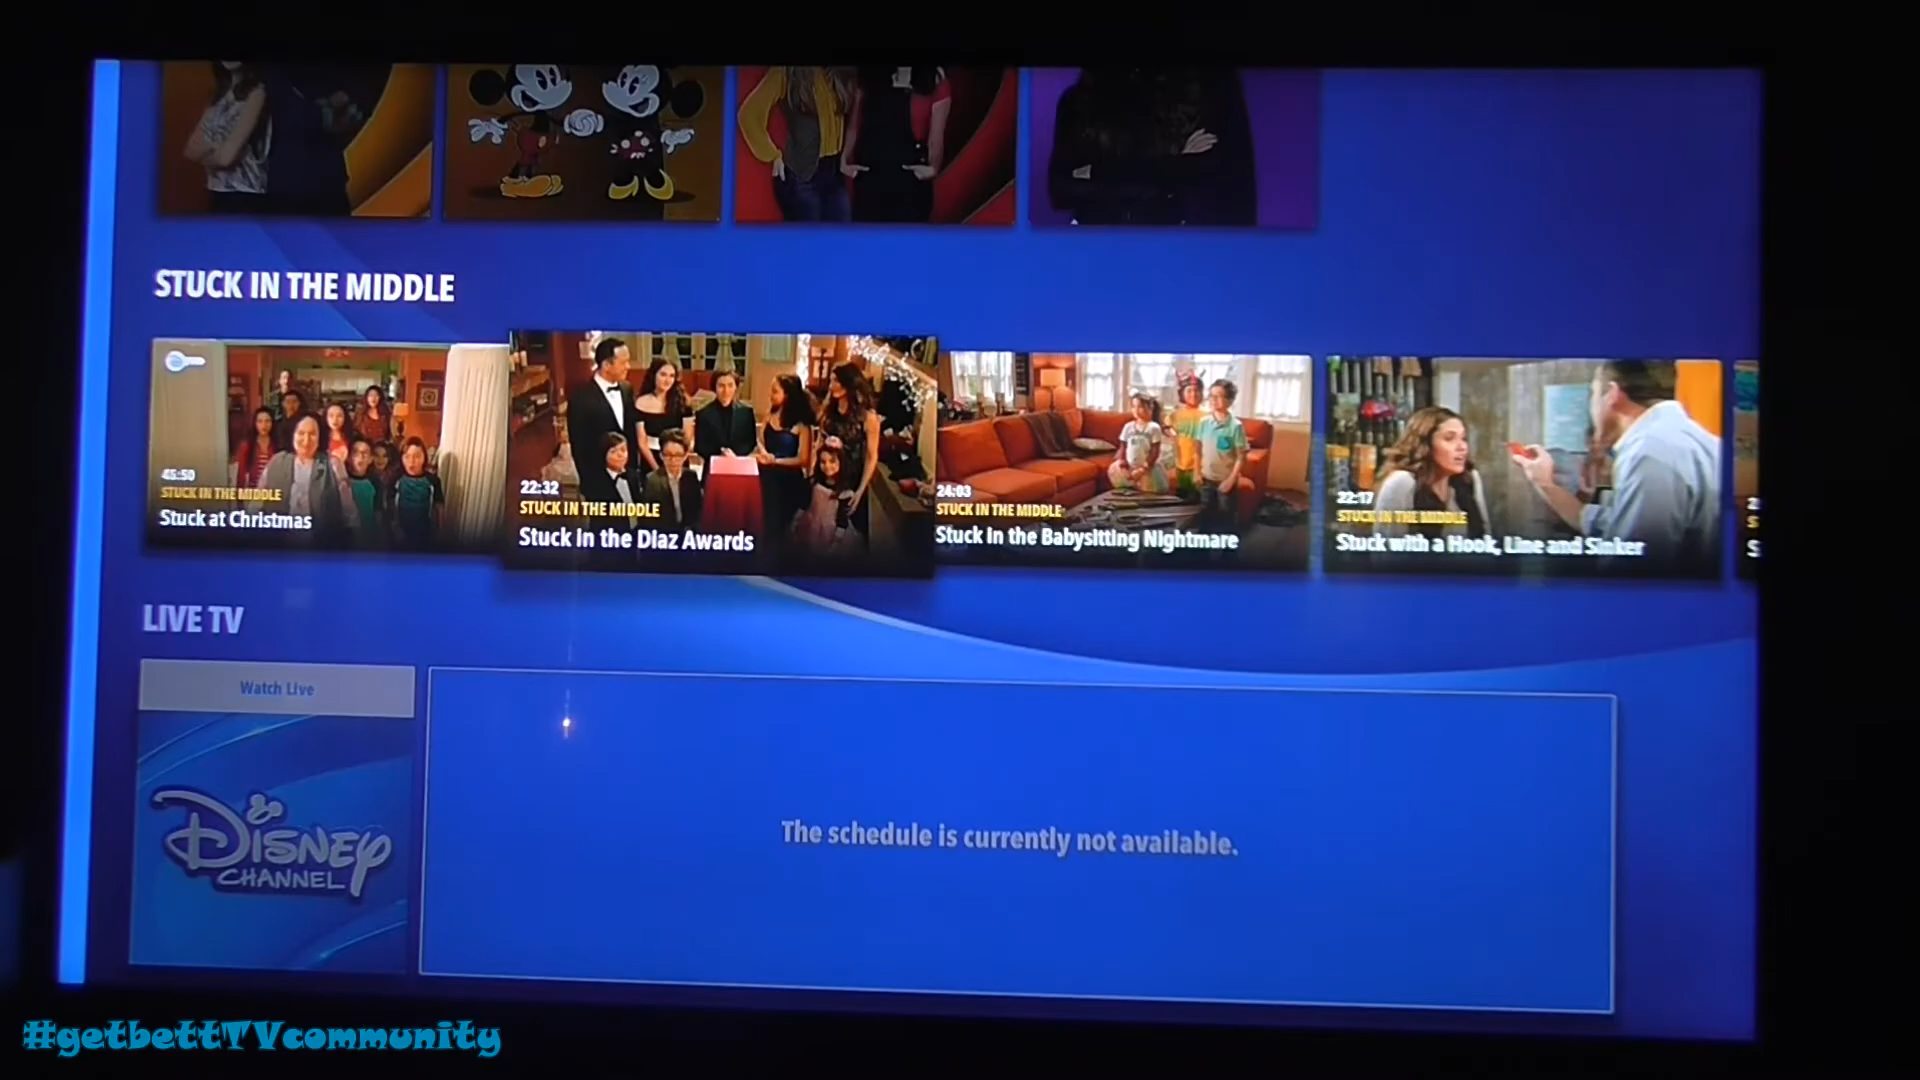 STUCK IN THE MIDDLE
45:50
STUCK IN THE MIDDLE
Stuck at Christmas
22:32
STUCK IN THE MIDDLE
Stuck in the Diaz Awards
24:03
STUCK IN THE MIDDLE
Stuck in the Babysitting Nightmare
22:17
STUCK IN THE MIDDLE
Stuck with a Hook, Line and Sinker
LIVE TV
Watch Live
DISNEY
CHANNEL
The schedule is currently not available.
#getbettTVcommunity